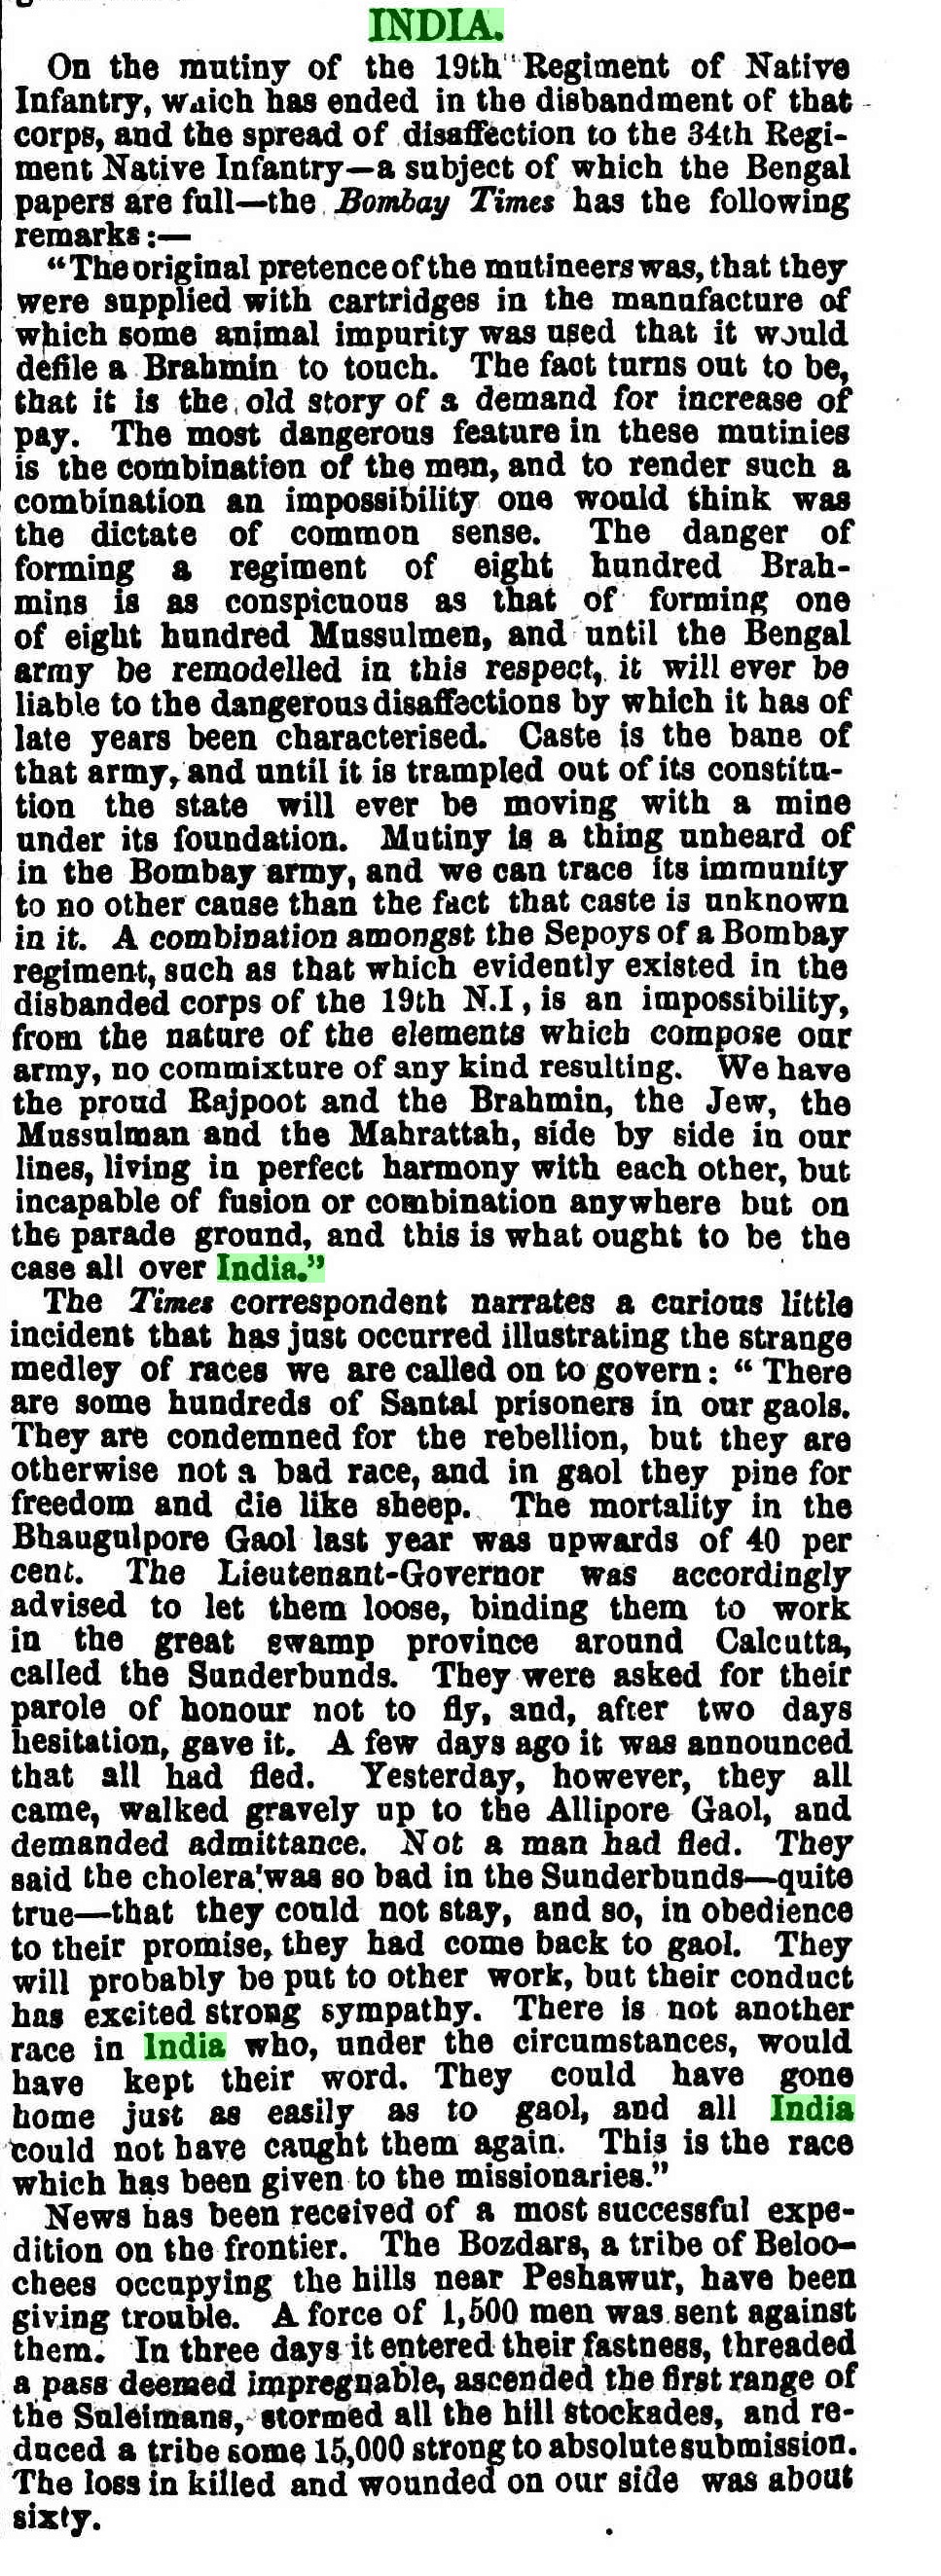 INDIA.
On the mutiny of the 19th Regiment of Native
Infantry, which has ended in the disbandment of that
corps, and the spread of disaffection to the 34th Regi-
ment Native Infantry—a subject of which the Bengal
papers are full—the Bombay Times has the following
remarks:—
“The original pretence of the mutineers was, that they
were supplied with cartridges in the manufacture of
which some animal impurity was used that it would
defile a Brahmin to touch. The fact turns out to be,
that it is the old story of a demand for increase of
pay. The most dangerous feature in these mutinies
is the combination of the men, and to render such a
combination an impossibility one would think was
the dictate of common sense. The danger of
forming a regiment of eight hundred Brah-
mins is as conspicuous as that of forming one
of eight hundred Mussulmen, and until the Bengal
army be remodelled in this respect, it will ever be
liable to the dangerous disaffections by which it has of
late years been characterised. Caste is the bane of
that army, and until it is trampled out of its constitu-
tion the state will ever be moving with a mine
under its foundation. Mutiny is a thing unheard of
in the Bombay army, and we can trace its immunity
to no other cause than the fact that caste is unknown
in it. A combination amongst the Sepoys of a Bombay
regiment, such as that which evidently existed in the
disbanded corps of the 19th N.I, is an impossibility,
from the nature of the elements which compose our
army, no commixture of any kind resulting. We have
the proud Rajpoot and the Brahmin, the Jew, the
Mussulman and the Mahrattah, side by side in our
lines, living in perfect harmony with each other, but
incapable of fusion or combination anywhere but on
the parade ground, and this is what ought to be the
case all over India.”
The Times correspondent narrates a curious little
incident that has just occurred illustrating the strange
medley of races we are called on to govern: “There
are some hundreds of Santal prisoners in our gaols.
They are condemned for the rebellion, but they are
otherwise not a bad race, and in gaol they pine for
freedom and die like sheep. The mortality in the
Bhaugulpore Gaol last year was upwards of 40 per
cent. The Lieutenant-Governor was accordingly
advised to let them loose, binding them to work
in the great swamp province around Calcutta,
called the Sunderbunds. They were asked for their
parole of honour not to fly, and, after two days
hesitation, gave it. A few days ago it was announced
that all had fled. Yesterday, however, they all
came, walked gravely up to the Allipore Gaol, and
demanded admittance. Not a man had fled. They
said the cholera was so bad in the Sunderbunds—quite
true—that they could not stay, and so, in obedience
to their promise, they had come back to gaol. They
will probably be put to other work, but their conduct
has excited strong sympathy. There is not another
race in India who, under the circumstances, would
have kept their word. They could have gone
home just as easily as to gaol, and all India
could not have caught them again. This is the race
which has been given to the missionaries.”
News has been received of a most successful expe-
dition on the frontier. The Bozdars, a tribe of Beloo-
chees occupying the hills near Peshawur, have been
giving trouble. A force of 1,500 men was sent against
them. In three days it entered their fastness, threaded
a pass deemed impregnable, ascended the first range of
the Suleimans, stormed all the hill stockades, and re-
duced a tribe some 15,000 strong to absolute submission.
The loss in killed and wounded on our side was about
sixty.